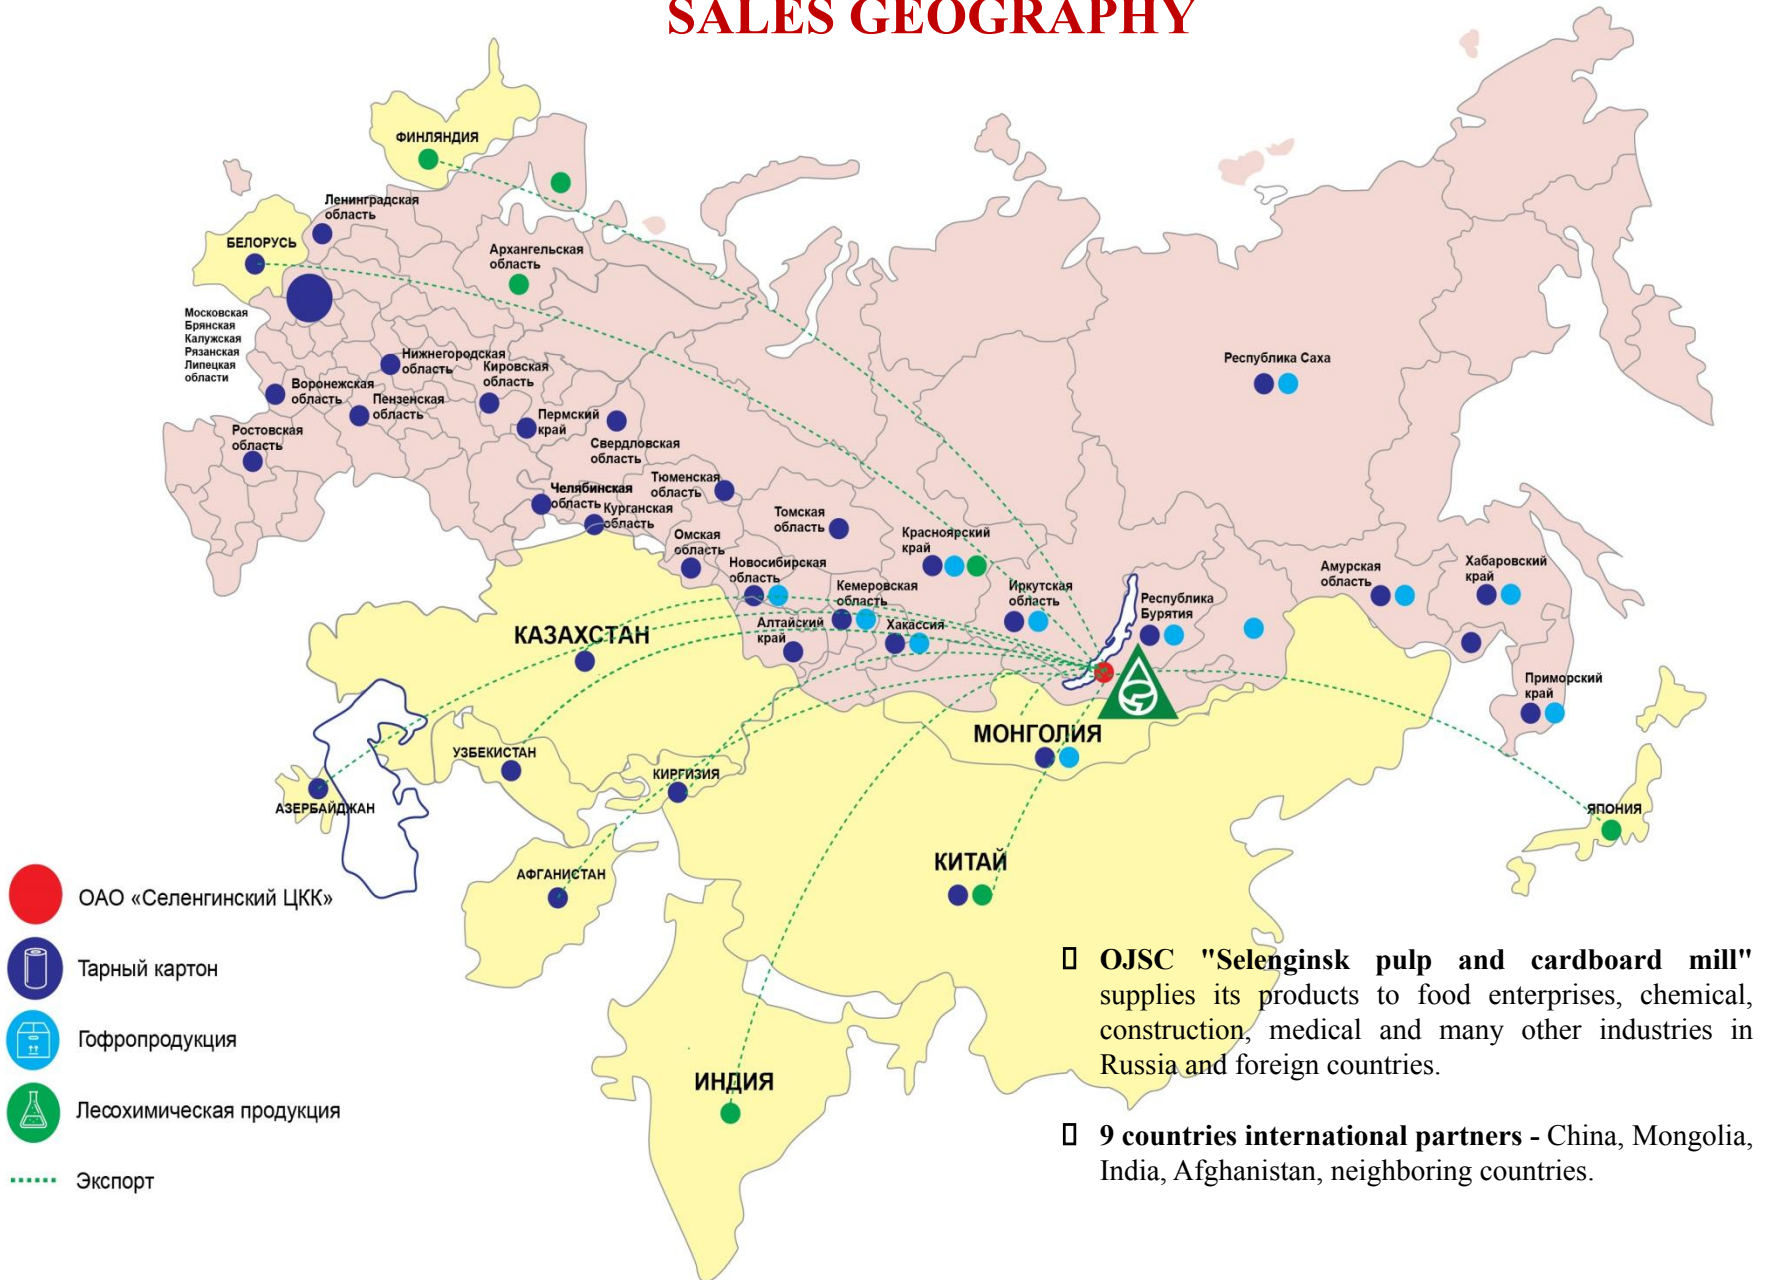 SALES GEOGRAPHY
ФИНЛЯНДИЯ
Ленинградская
область
БЕЛОРУСЬ
Архангельская
область
Московская
Брянская
Калужская
Рязанская
Липецкая
области
Нижнегородская
область
Кировская
область
Воронежская
область
Пензенская
область
Пермский
край
Ростовская
область
Свердловская
область
Республика Саха
Тюменская
область
Челябинская
область
Курганская
область
Томская
область
Омская
область
Красноярский
край
Новосибирская
область
Кемеровская
область
Иркутская
область
Республика
Бурятия
Амурская
область
Хабаровский
край
Алтайский
край
Хакассия
КАЗАХСТАН
Приморский
край
МОНГОЛИЯ
УЗБЕКИСТАН
КИРГИЗИЯ
АЗЕРБАЙДЖАН
ЯПОНИЯ
КИТАЙ
АФГАНИСТАН
ИНДИЯ
ОАО «Селенгинский ЦКК»
Тарный картон
Гофропродукция
Лесохимическая продукция
Экспорт
OJSC "Selenginsk pulp and cardboard mill"
supplies its products to food enterprises, chemical,
construction, medical and many other industries in
Russia and foreign countries.
9 countries international partners - China, Mongolia,
India, Afghanistan, neighboring countries.